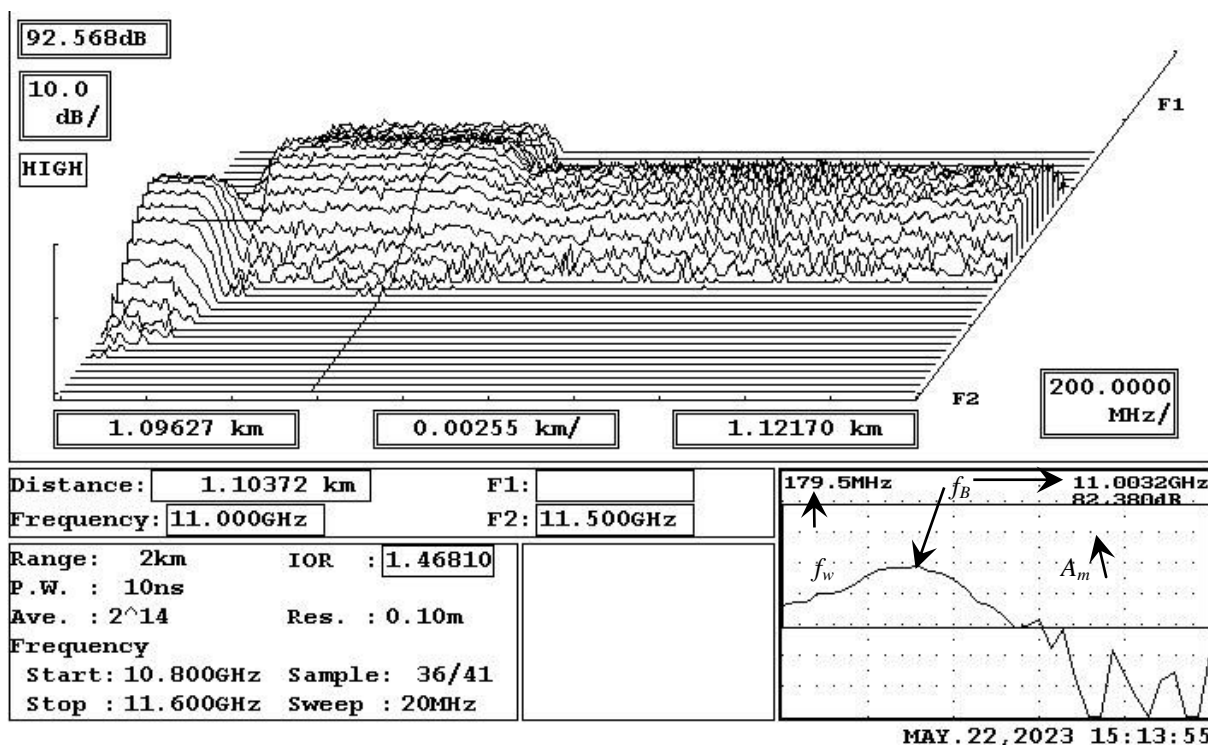 92.568dB
10.0
dB/
HIGH
F1
F2
200.0000
MHz/
1.09627 km
0.00255 km/
1.12170 km
Distance: 1.10372 km F1:
Frequency: 11.000GHz F2: 11.500GHz
Range: 2km IOR : 1.46810
P.W. : 10ns
Ave. : 2^14 Res. : 0.10m
Frequency
Start: 10.800GHz Sample: 36/41
Stop : 11.600GHz Sweep : 20MHz
179.5MHz fB 11.0032GHz
82.380dB
fw Am
MAY.22,2023 15:13:55